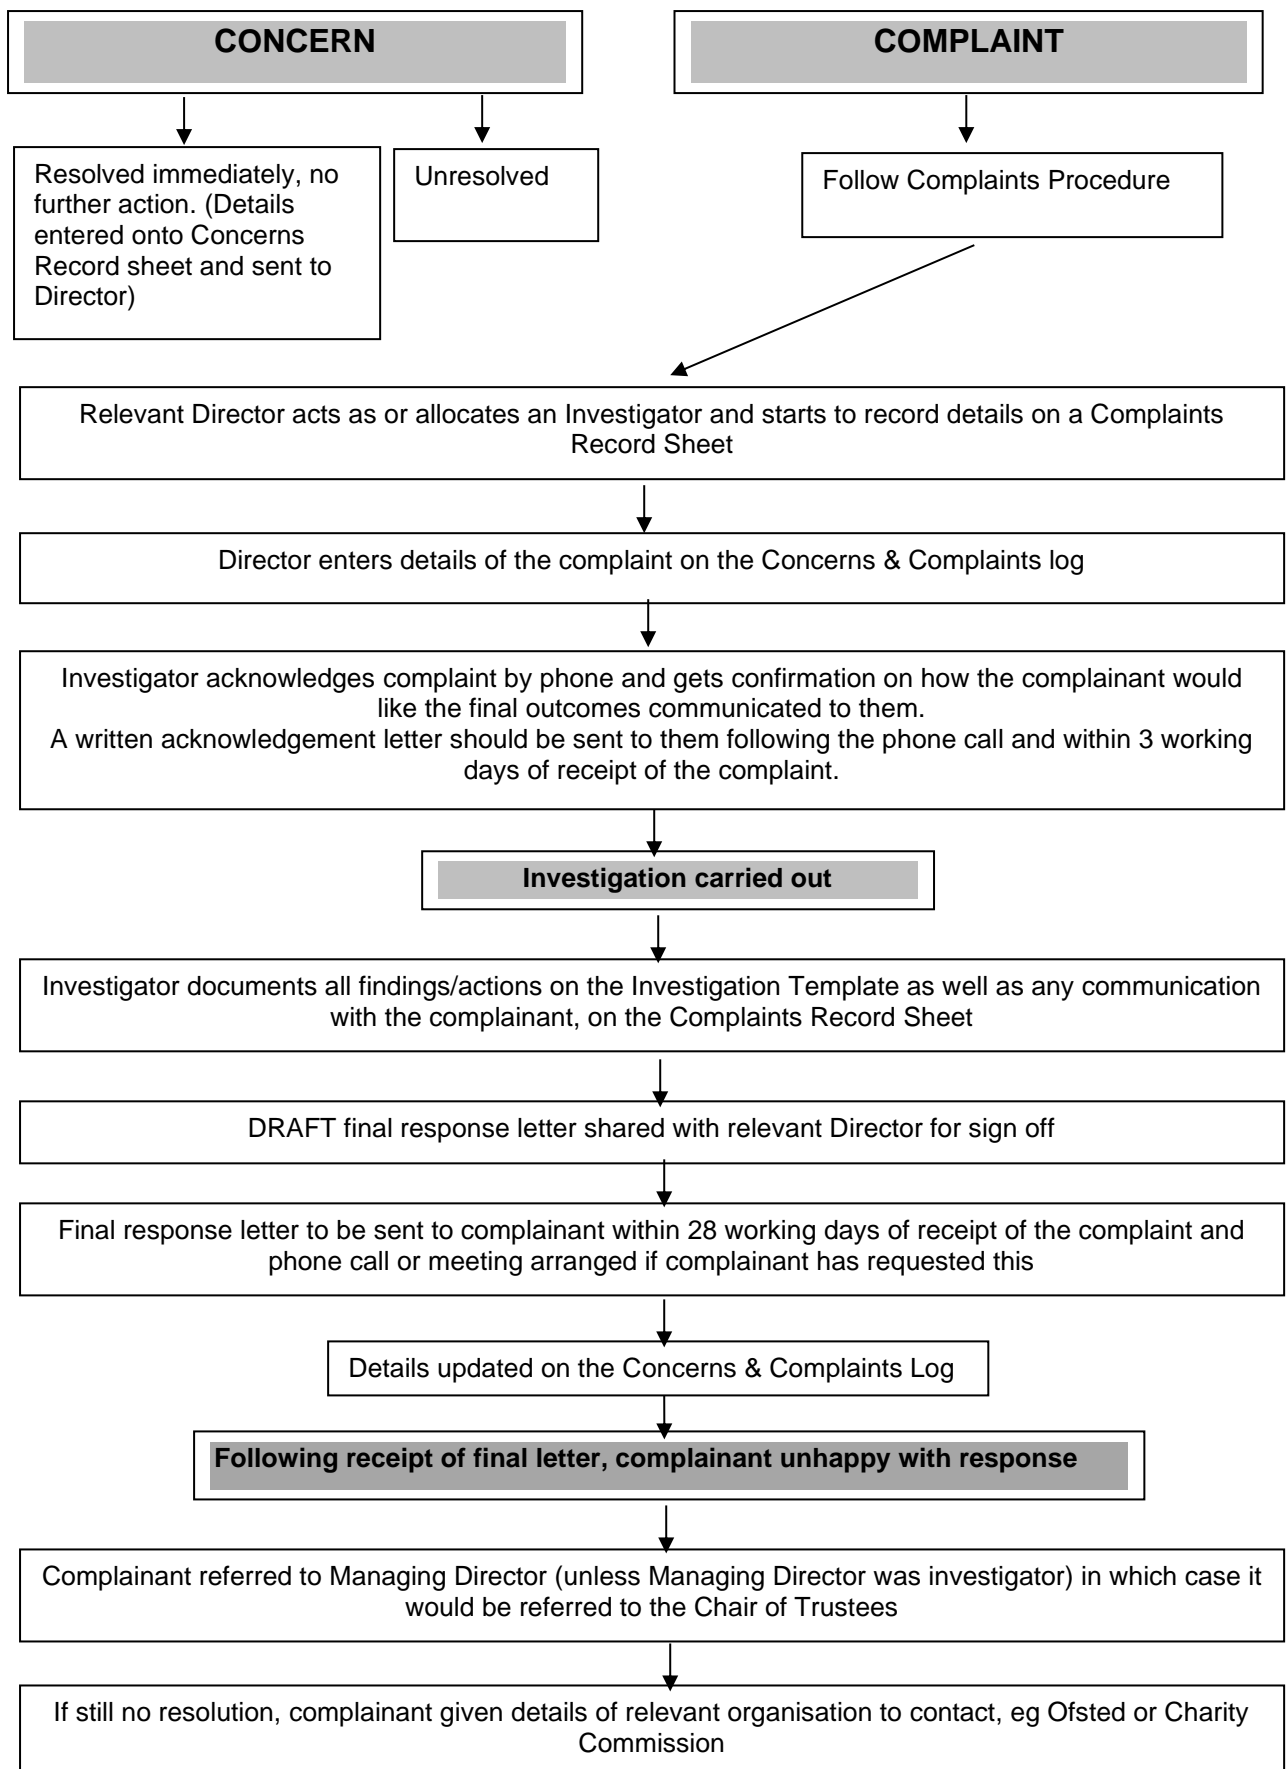 CONCERN
COMPLAINT
Resolved immediately, no
further action. (Details
entered onto Concerns
Record sheet and sent to
Director)
Unresolved
Follow Complaints Procedure
Relevant Director acts as or allocates an Investigator and starts to record details on a Complaints
Record Sheet
Director enters details of the complaint on the Concerns & Complaints log
Investigator acknowledges complaint by phone and gets confirmation on how the complainant would
like the final outcomes communicated to them.
A written acknowledgement letter should be sent to them following the phone call and within 3 working
days of receipt of the complaint.
Investigation carried out
Investigator documents all findings/actions on the Investigation Template as well as any communication
with the complainant, on the Complaints Record Sheet
DRAFT final response letter shared with relevant Director for sign off
Final response letter to be sent to complainant within 28 working days of receipt of the complaint and
phone call or meeting arranged if complainant has requested this
Details updated on the Concerns & Complaints Log
Following receipt of final letter, complainant unhappy with response
Complainant referred to Managing Director (unless Managing Director was investigator) in which case it
would be referred to the Chair of Trustees
If still no resolution, complainant given details of relevant organisation to contact, eg Ofsted or Charity
Commission